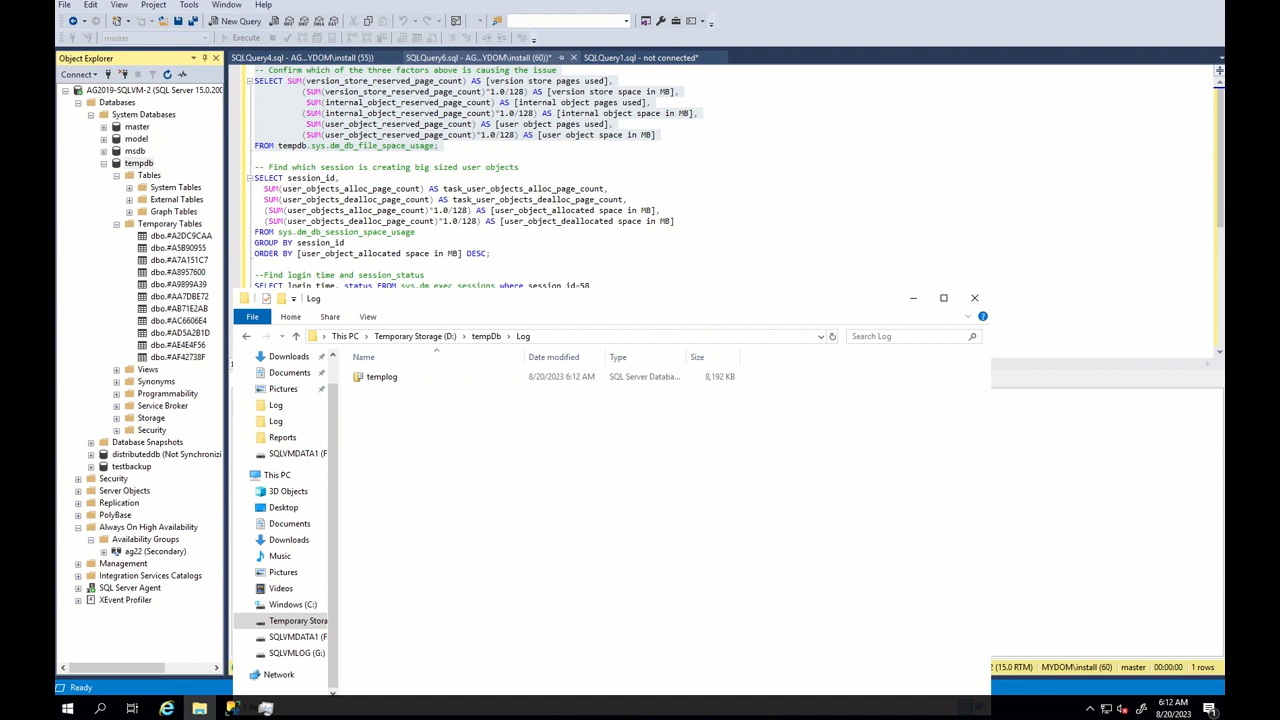 File
Edit
View
Project
Tools
Window
Help
New Query
master
Execute
Object Explorer
SQLQuery4.sql - AG...YDOM\install (55))
SQLQuery6.sql - AG...YDOM\install (60))*
SQLQuery1.sql - not connected*
Connect
AG2019-SQLVM-2 (SQL Server 15.0.200
Databases
System Databases
master
model
msdb
tempdb
Tables
System Tables
External Tables
Graph Tables
Temporary Tables
dbo.#A2DC9CAA
dbo.#A5B90955
dbo.#A7A151C7
dbo.#A8957600
dbo.#A9899A39
dbo.#AA7DBE72
dbo.#AB71E2AB
dbo.#AC6606E4
dbo.#AD5A2B1D
dbo.#AE4E4F56
dbo.#AF42738F
Views
Synonyms
Programmability
Service Broker
Storage
Security
Database Snapshots
distributeddb (Not Synchronizi
testbackup
Security
Server Objects
Replication
PolyBase
Always On High Availability
Availability Groups
ag22 (Secondary)
Management
Integration Services Catalogs
SQL Server Agent
XEvent Profiler
-- Confirm which of the three factors above is causing the issue
SELECT SUM(version_store_reserved_page_count) AS [version store pages used],
(SUM(version_store_reserved_page_count)*1.0/128) AS [version store space in MB],
SUM(internal_object_reserved_page_count) AS [internal object pages used],
(SUM(internal_object_reserved_page_count)*1.0/128) AS [internal object space in MB],
SUM(user_object_reserved_page_count) AS [user object pages used],
(SUM(user_object_reserved_page_count)*1.0/128) AS [user object space in MB]
FROM tempdb.sys.dm_db_file_space_usage;
-- Find which session is creating big sized user objects
SELECT session_id,
SUM(user_objects_alloc_page_count) AS task_user_objects_alloc_page_count,
SUM(user_objects_dealloc_page_count) AS task_user_objects_dealloc_page_count,
(SUM(user_objects_alloc_page_count)*1.0/128) AS [user_object_allocated space in MB],
(SUM(user_objects_dealloc_page_count)*1.0/128) AS [user_object_deallocated space in MB]
FROM sys.dm_db_session_space_usage
GROUP BY session_id
ORDER BY [user_object_allocated space in MB] DESC;
--Find login time and session_status
SELECT login_time, status FROM sys.dm_exec_sessions where session_id=58
Log
File
Home
Share
View
This PC
Temporary Storage (D:)
tempDb
Log
Search Log
Name
Date modified
Type
Size
templog
8/20/2023 6:12 AM
SQL Server Databa...
8,192 KB
Downloads
Documents
Pictures
Log
Log
Reports
SQLVMDATA1 (F
This PC
3D Objects
Desktop
Documents
Downloads
Music
Pictures
Videos
Windows (C:)
Temporary Stora
SQLVMDATA1 (F
SQLVMLOG (G:)
Network
2 (15.0 RTM)
MYDOM\install (60)
master
00:00:00
1 rows
Ready
6:12 AM
8/20/2023